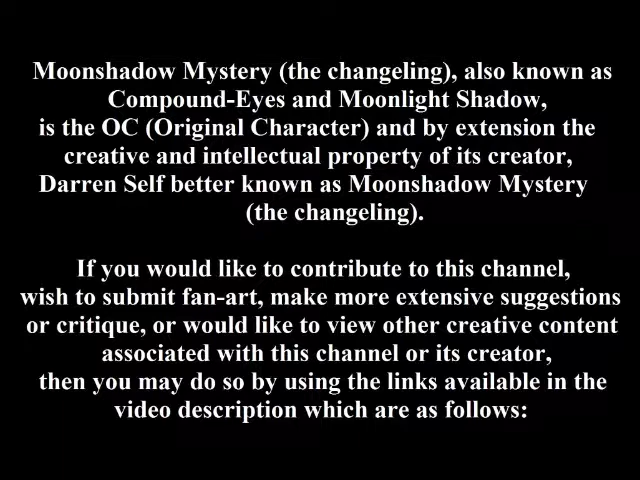 Moonshadow Mystery (the changeling), also known as
Compound-Eyes and Moonlight Shadow,
is the OC (Original Character) and by extension the
creative and intellectual property of its creator,
Darren Self better known as Moonshadow Mystery
(the changeling).
If you would like to contribute to this channel,
wish to submit fan-art, make more extensive suggestions
or critique, or would like to view other creative content
associated with this channel or its creator,
then you may do so by using the links available in the
video description which are as follows: